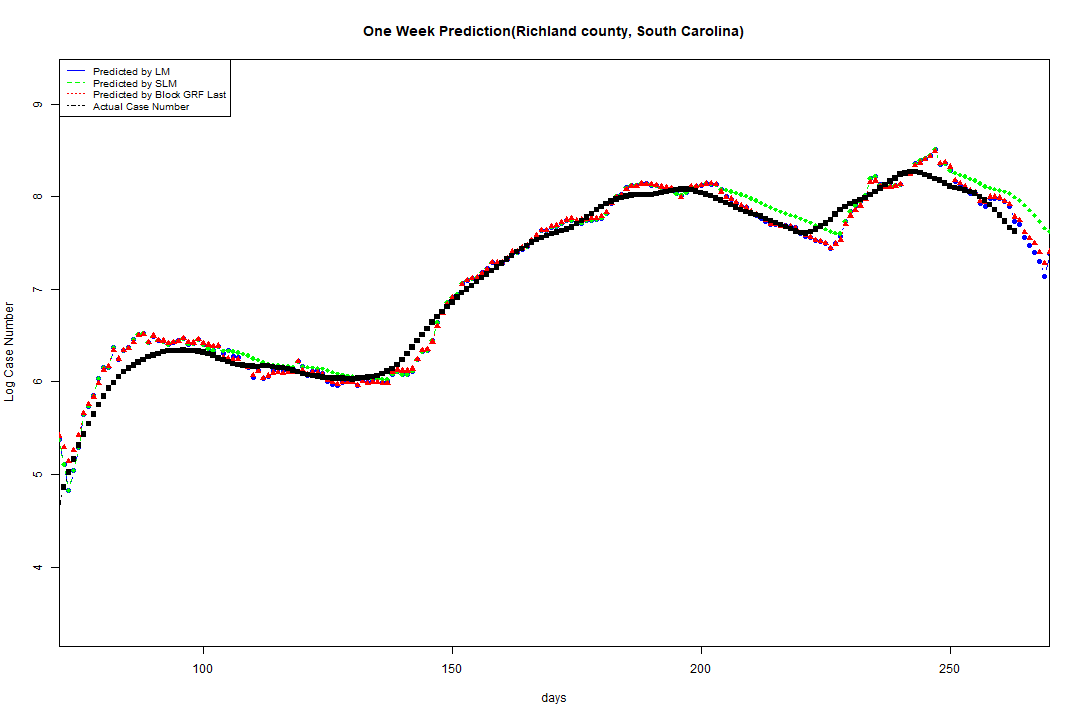 One Week Prediction(Richland county, South Carolina)
Predicted by LM
Predicted by SLM
Predicted by Block GRF Last
Actual Case Number
9
8
7
6
5
4
Log Case Number
100 150 200 250
days